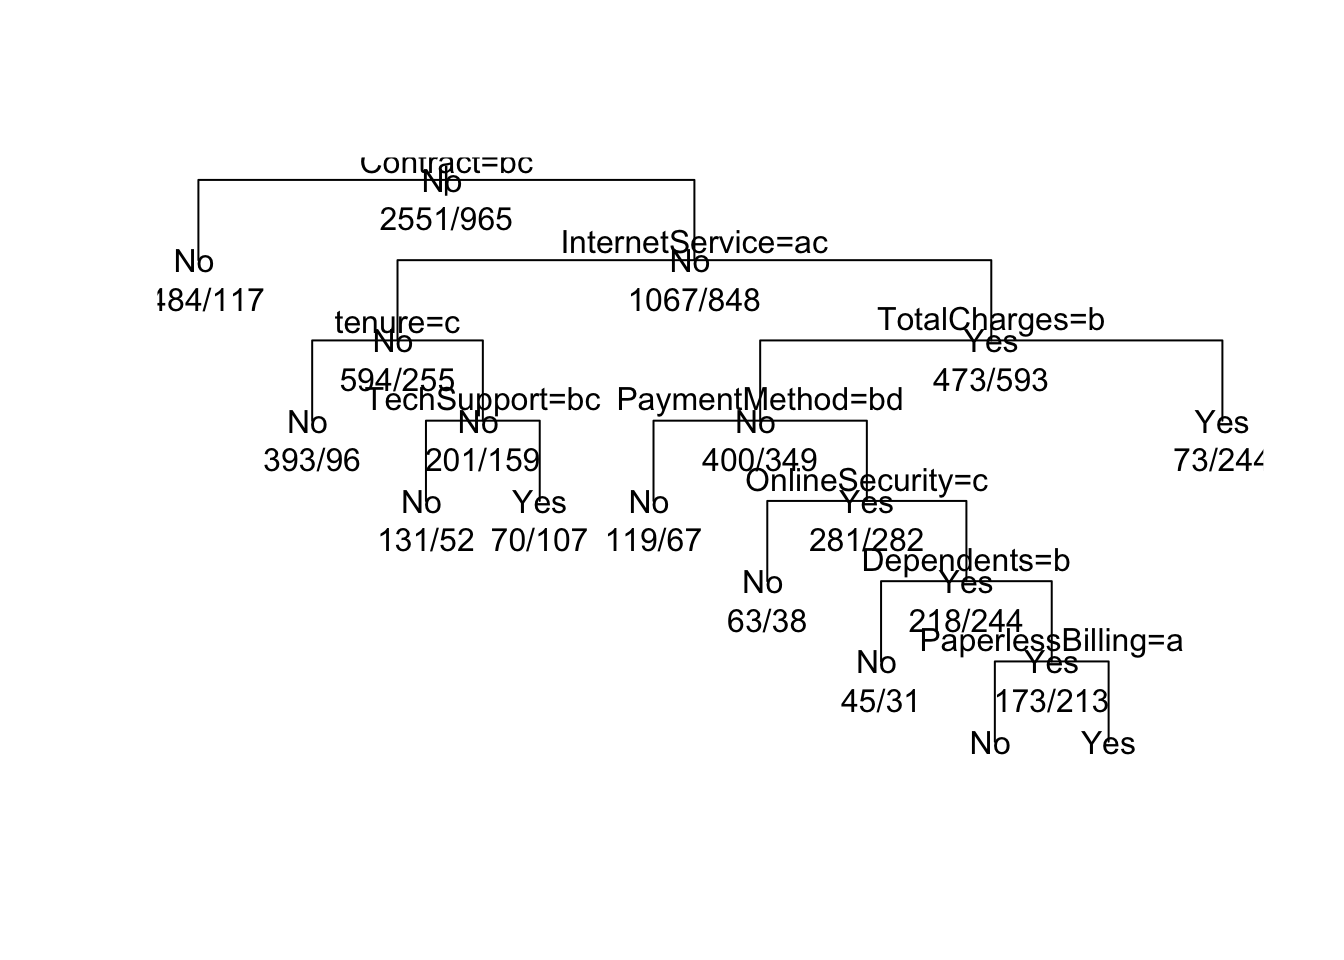 Contract=bc
No
2551/965
InternetService=ac
No
1067/848
No
484/117
tenure=c
No
594/255
TotalCharges=b
Yes
473/593
No
393/96
TechSupport=bc
No
201/159
PaymentMethod=bd
No
400/349
Yes
73/244
No
131/52
Yes
70/107
No
119/67
OnlineSecurity=c
Yes
281/282
No
63/38
Dependents=b
Yes
218/244
No
45/31
PaperlessBilling=a
Yes
173/213
No
Yes